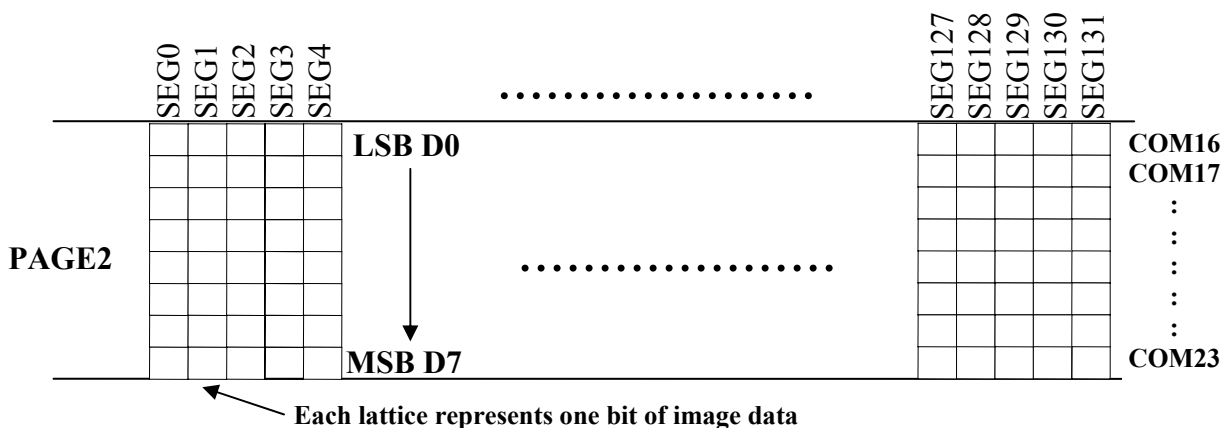 SEG0
SEG1
SEG2
SEG3
SEG4
SEG127
SEG128
SEG129
SEG130
SEG131
LSB D0
COM16
COM17
PAGE2
MSB D7
COM23
Each lattice represents one bit of image data